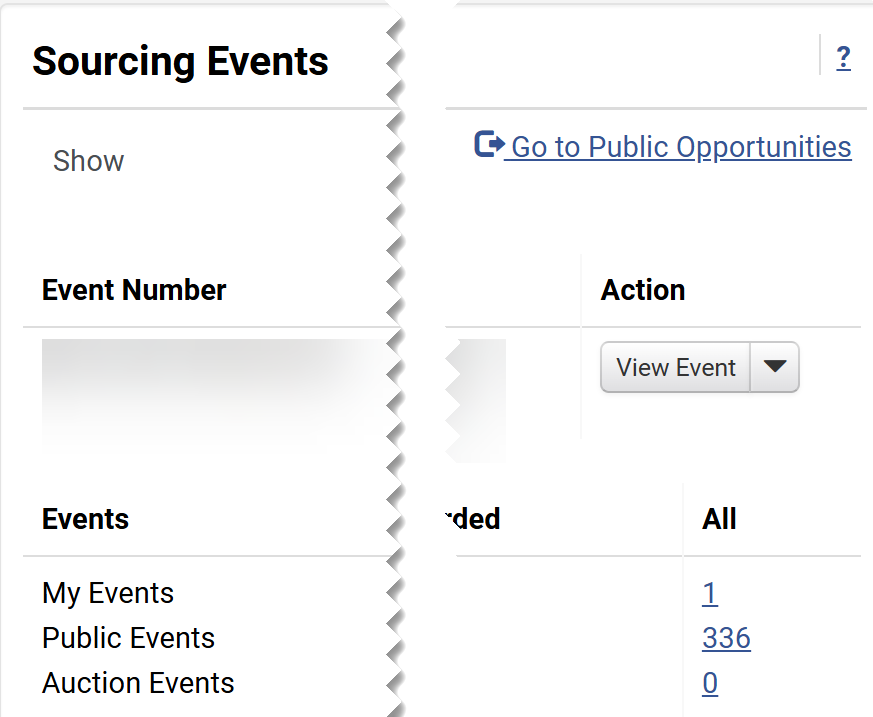 Sourcing Events ?
Go to Public Opportunities
Show
Event Number Action
View Event
Events All
My Events 1
Public Events 336
Auction Events 0